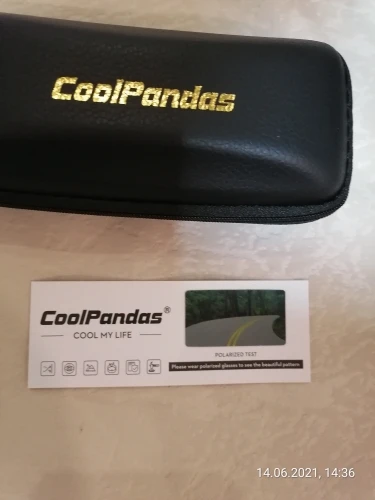 CoolPandas
CoolPandas®
COOL MY LIFE
POLARIZED TEST
Please wear polarized glasses to see the beautiful pattern
14.06.2021, 14:36